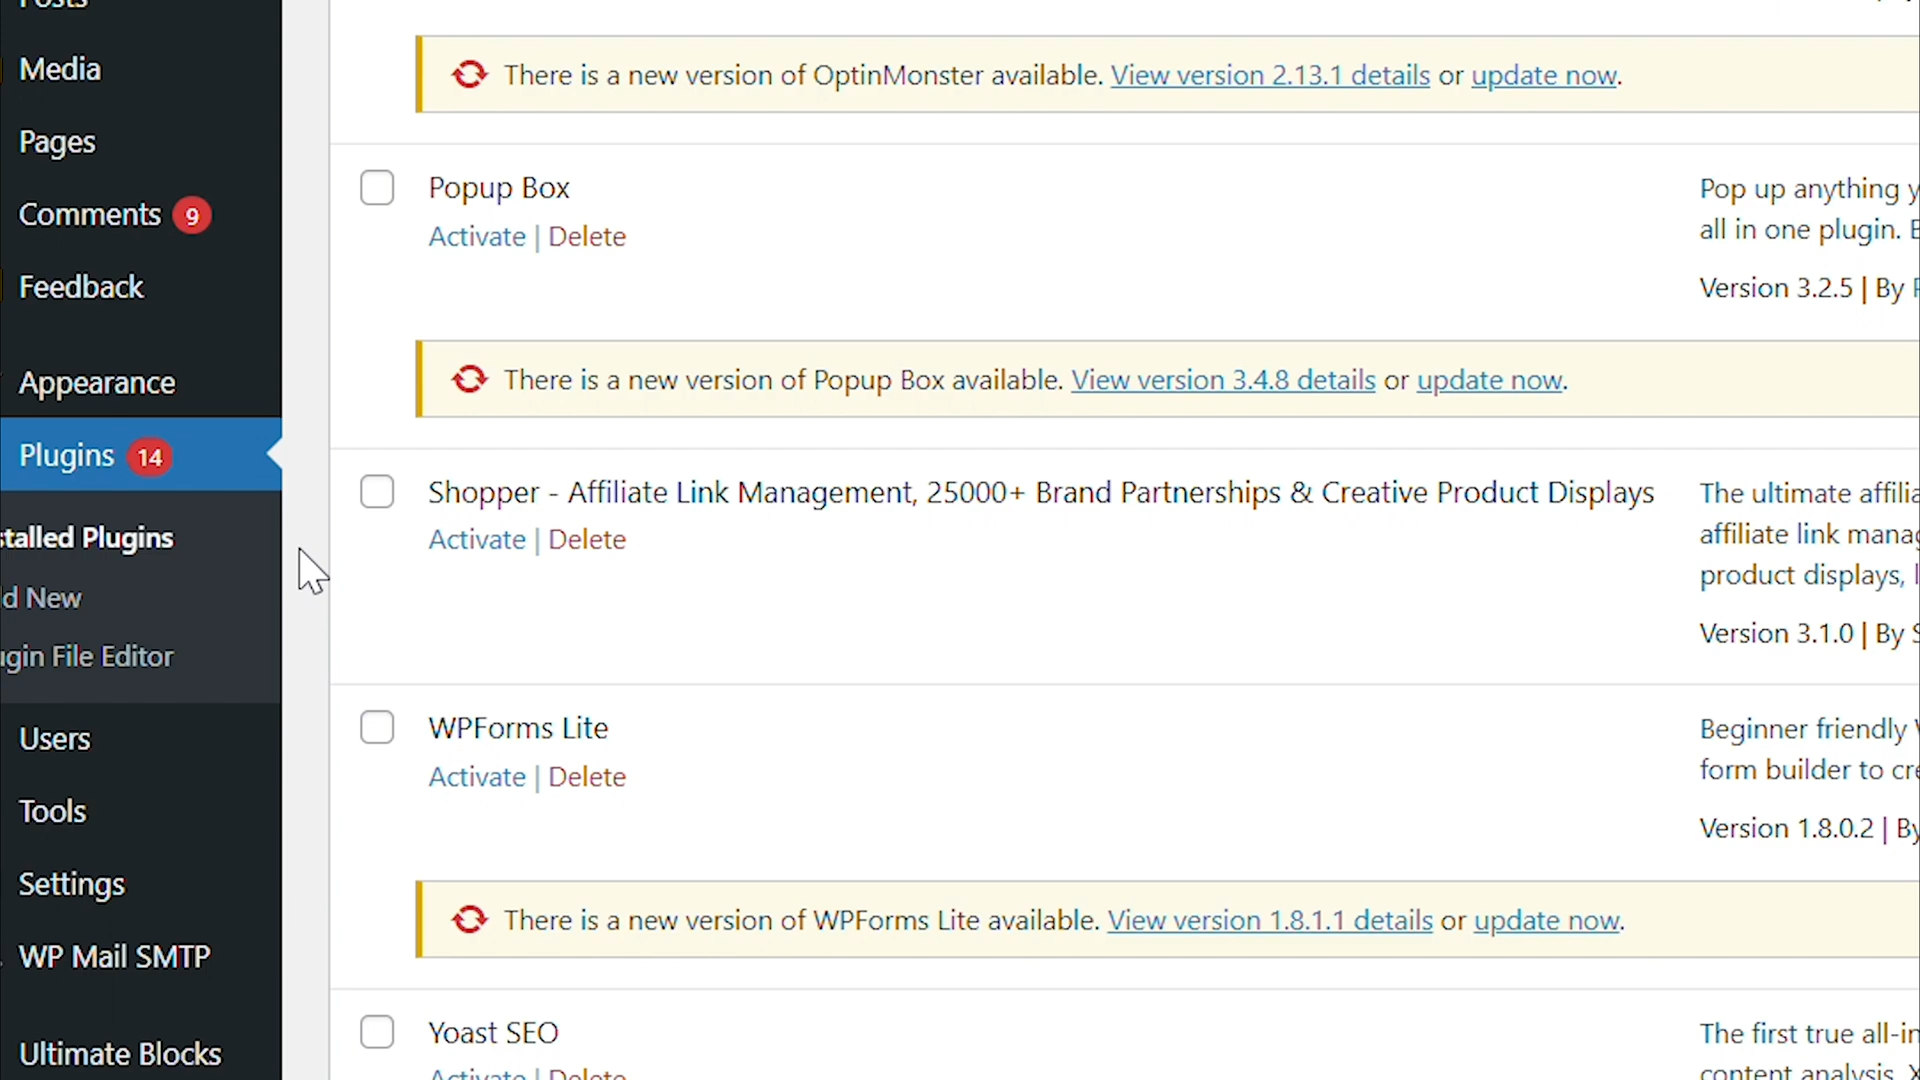 Posts
Media
Pages
Comments 9
Feedback
Appearance
Plugins 14
stalled Plugins
d New
ugin File Editor
Users
Tools
Settings
WP Mail SMTP
Ultimate Blocks
There is a new version of OptinMonster available. View version 2.13.1 details or update now.
Popup Box
Activate | Delete
Pop up anything y
all in one plugin.
Version 3.2.5 | By
There is a new version of Popup Box available. View version 3.4.8 details or update now.
Shopper - Affiliate Link Management, 25000+ Brand Partnerships & Creative Product Displays
Activate | Delete
The ultimate affilia
affiliate link manag
product displays,
Version 3.1.0 | By S
WPForms Lite
Activate | Delete
Beginner friendly
form builder to cre
Version 1.8.0.2 | By
There is a new version of WPForms Lite available. View version 1.8.1.1 details or update now.
Yoast SEO
Activate | Delete
The first true all-in
content analysis, X